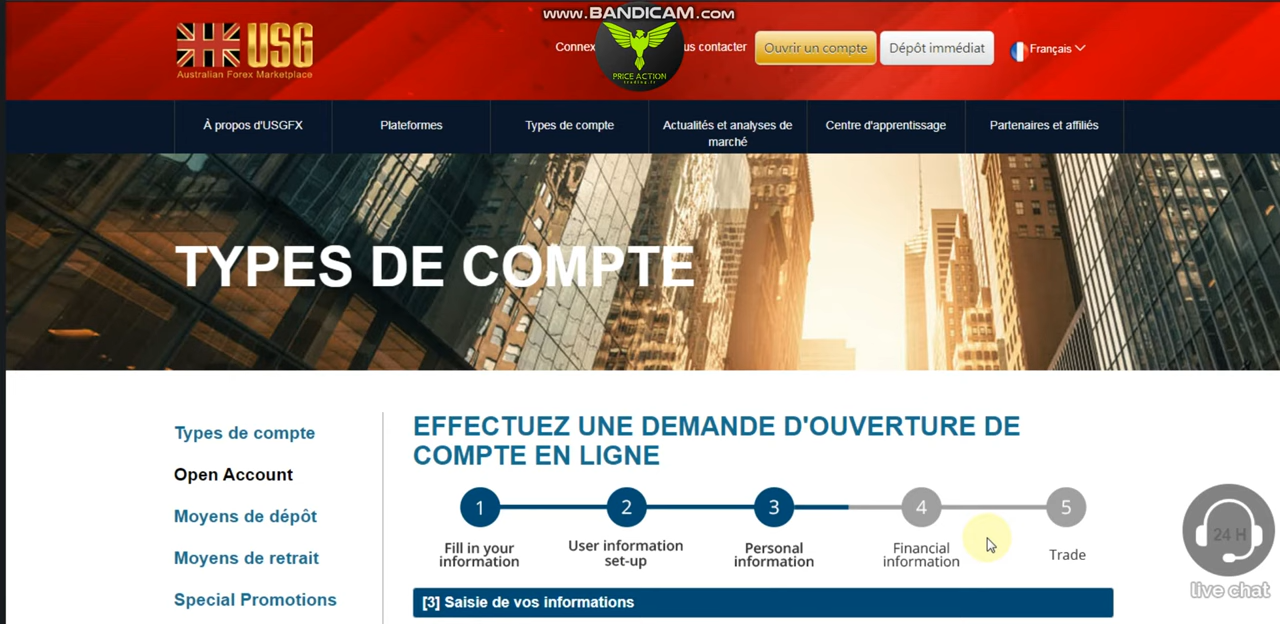 www.BANDICAM.com
USG
Australian Forex Marketplace
Connex
PRICE ACTION
trading.fr
us contacter
Ouvrir un compte
Dépôt immédiat
Français
À propos d'USGFX
Plateformes
Types de compte
Actualités et analyses de
marché
Centre d'apprentissage
Partenaires et affiliés
TYPES DE COMPTE
Types de compte
Open Account
Moyens de dépôt
Moyens de retrait
Special Promotions
EFFECTUEZ UNE DEMANDE D'OUVERTURE DE
COMPTE EN LIGNE
1
2
3
4
5
Fill in your
information
User information
set-up
Personal
information
Financial
information
Trade
[3] Saisie de vos informations
24 H
live chat